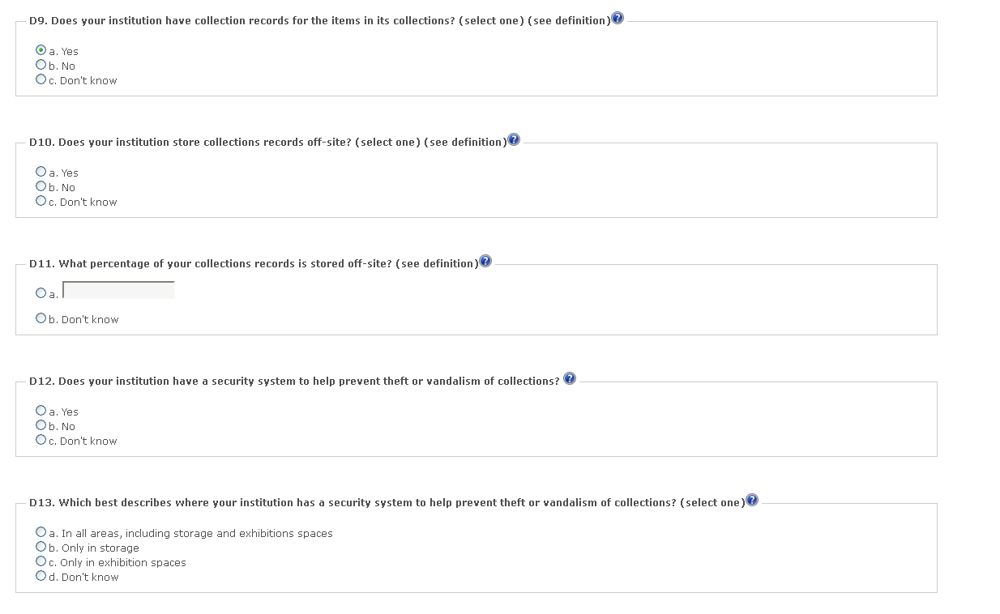 D9. Does your institution have collection records for the items in its collections? (select one) (see definition)
a. Yes
b. No
c. Don't know
D10. Does your institution store collections records off-site? (select one) (see definition)
a. Yes
b. No
c. Don't know
D11. What percentage of your collections records is stored off-site? (see definition)
a.
b. Don't know
D12. Does your institution have a security system to help prevent theft or vandalism of collections?
a. Yes
b. No
c. Don't know
D13. Which best describes where your institution has a security system to help prevent theft or vandalism of collections? (select one)
a. In all areas, including storage and exhibitions spaces
b. Only in storage
c. Only in exhibition spaces
d. Don't know